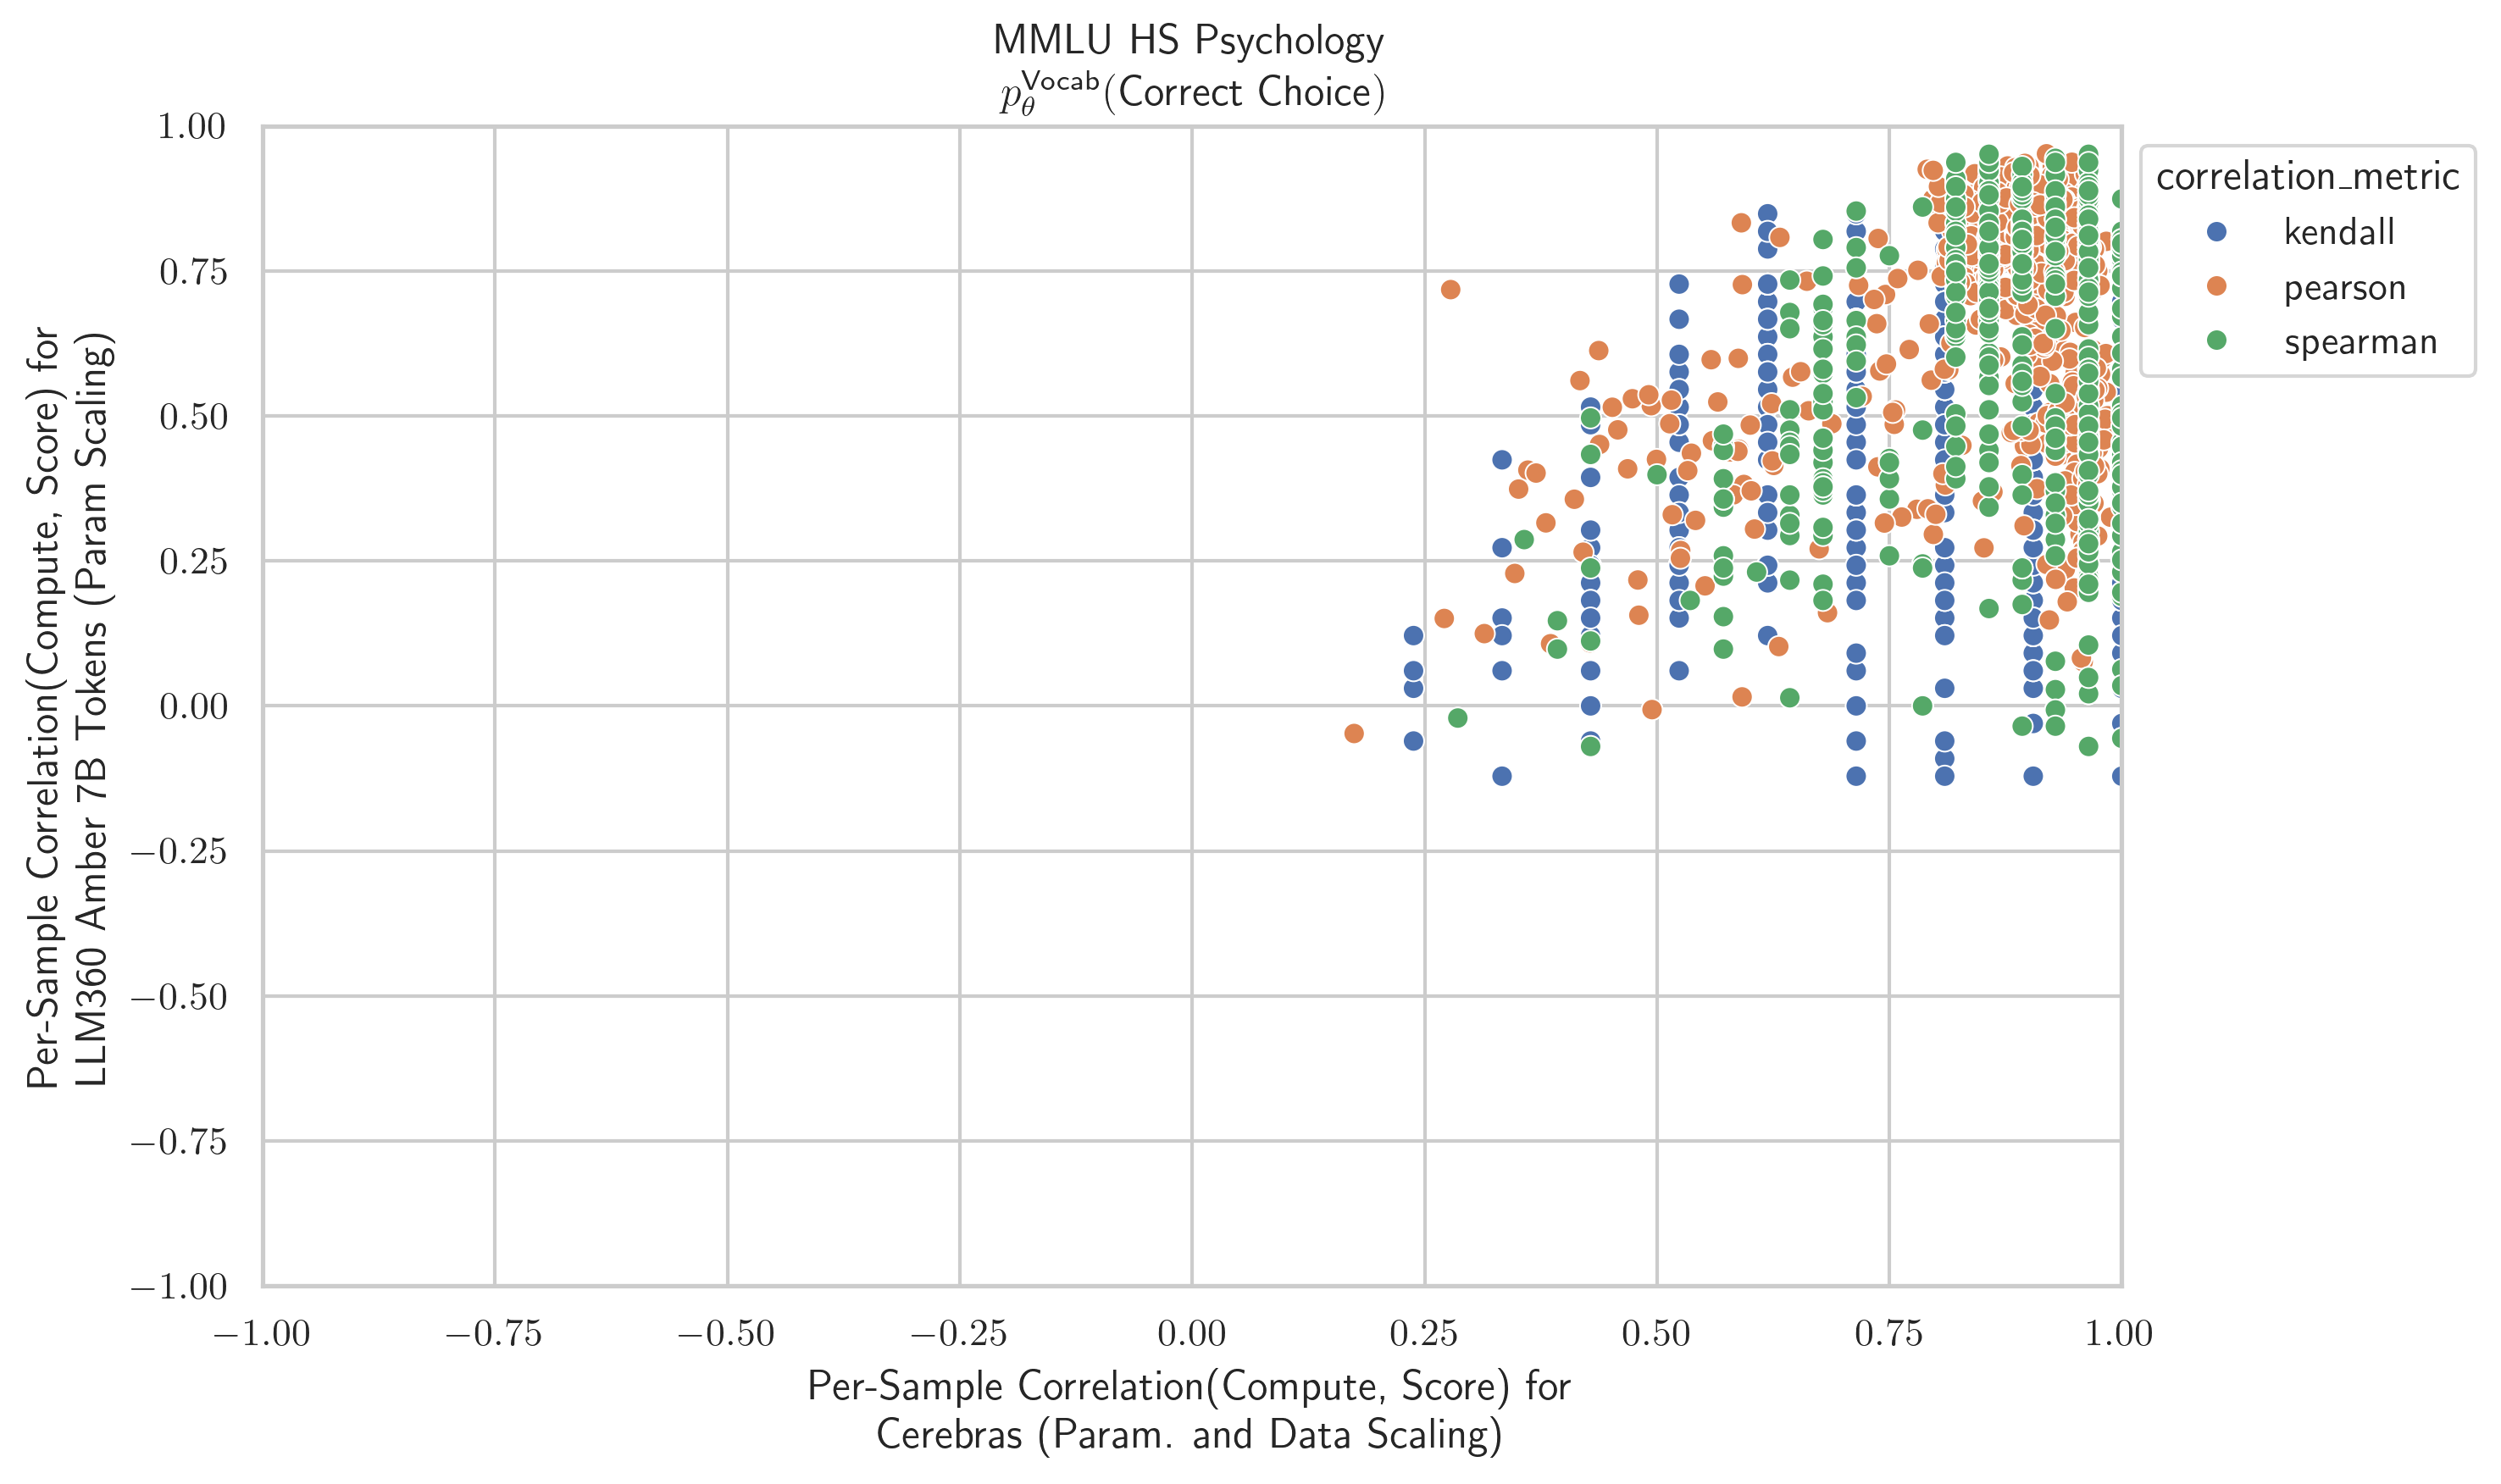 MMLU HS Psychology
p_θ^Vocab(Correct Choice)
1.00
0.75
0.50
0.25
0.00
−0.25
−0.50
−0.75
−1.00
Per-Sample Correlation(Compute, Score) for
LLM360 Amber 7B Tokens (Param Scaling)
correlation_metric
kendall
pearson
spearman
−1.00 −0.75 −0.50 −0.25 0.00 0.25 0.50 0.75 1.00
Per-Sample Correlation(Compute, Score) for
Cerebras (Param. and Data Scaling)